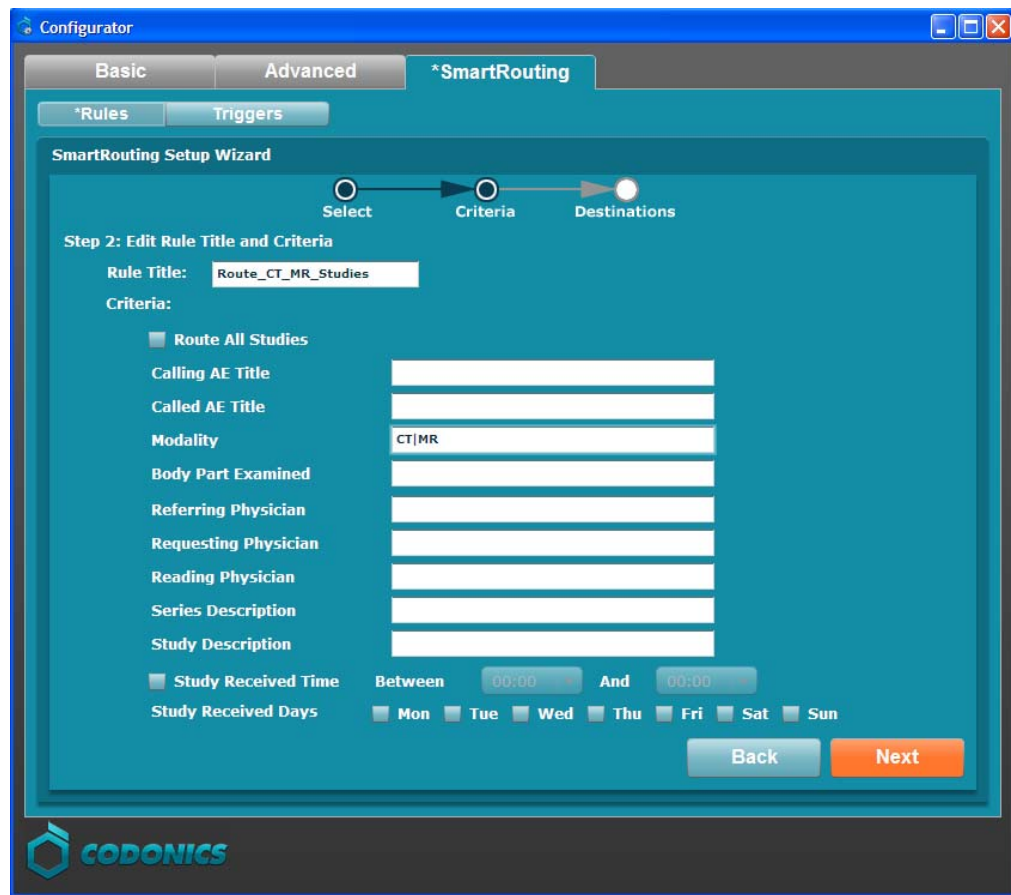 Configurator
Basic Advanced *SmartRouting
*Rules Triggers
SmartRouting Setup Wizard
Select Criteria Destinations
Step 2: Edit Rule Title and Criteria
Rule Title: Route_CT_MR_Studies
Criteria:
Route All Studies
Calling AE Title
Called AE Title
Modality CT|MR
Body Part Examined
Referring Physician
Requesting Physician
Reading Physician
Series Description
Study Description
Study Received Time Between 00:00 And 00:00
Study Received Days Mon Tue Wed Thu Fri Sat Sun
Back Next
CODONICS